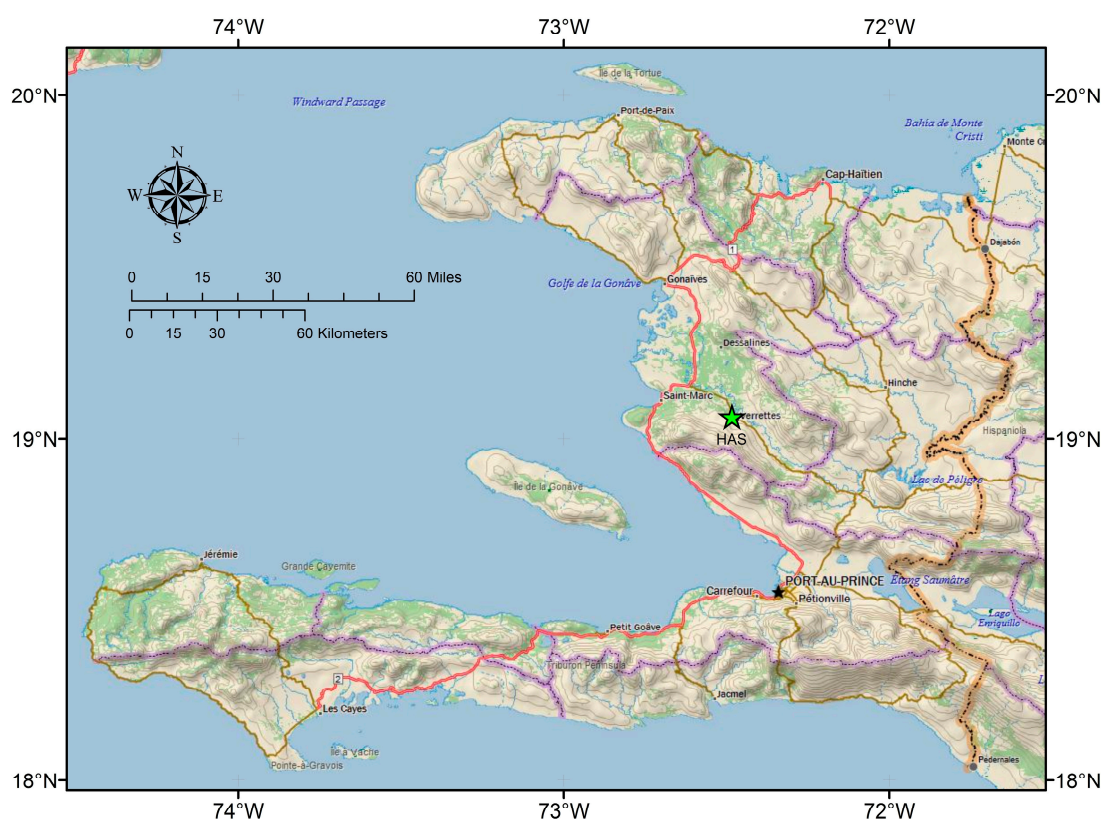 74°W 73°W 72°W
Île de la Tortue
20°N 20°N
Windward Passage
Port-de-Paix
Bahía de Monte
Cristi
Monte Cr
N
W E
S
Cap-Haïtien
Dajabón
1
0 15 30 60 Miles
0 15 30 60 Kilometers
Golfe de la Gonâve
Gonaïves
Dessalines
Hinche
Saint-Marc
errettes
HAS
Hispaniola
19°N 19°N
Lac de Péligre
Île de la Gonâve
Jérémie
Grande Cayemite
PORT-AU-PRINCE
Etang Saumâtre
Carrefour
Pétionville
Lago
Enriquillo
Petit Goâve
Tiburon Peninsula
2
L
Jacmel
Les Cayes
Île à Vache
Pointe-à-Gravois
Pedernales
18°N 18°N
74°W 73°W 72°W